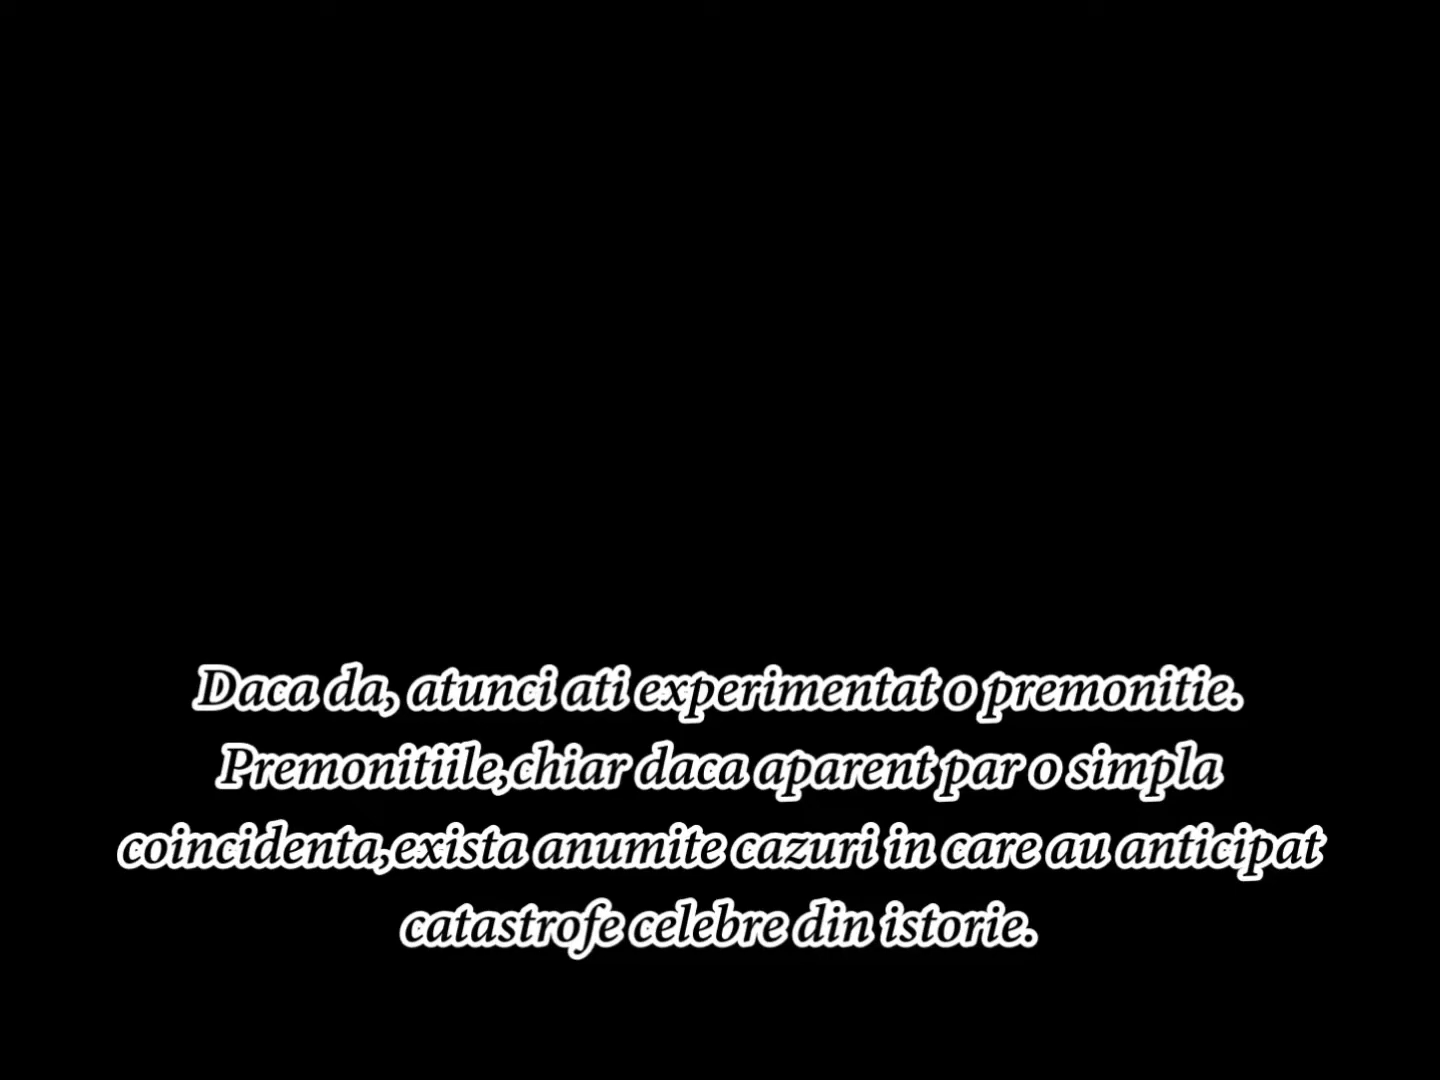 Daca da, atunci ati experimentat o premonitie.
Premonitiile,chiar daca aparent par o simpla
coincidenta,exista anumite cazuri in care au anticipat
catastrofe celebre din istorie.